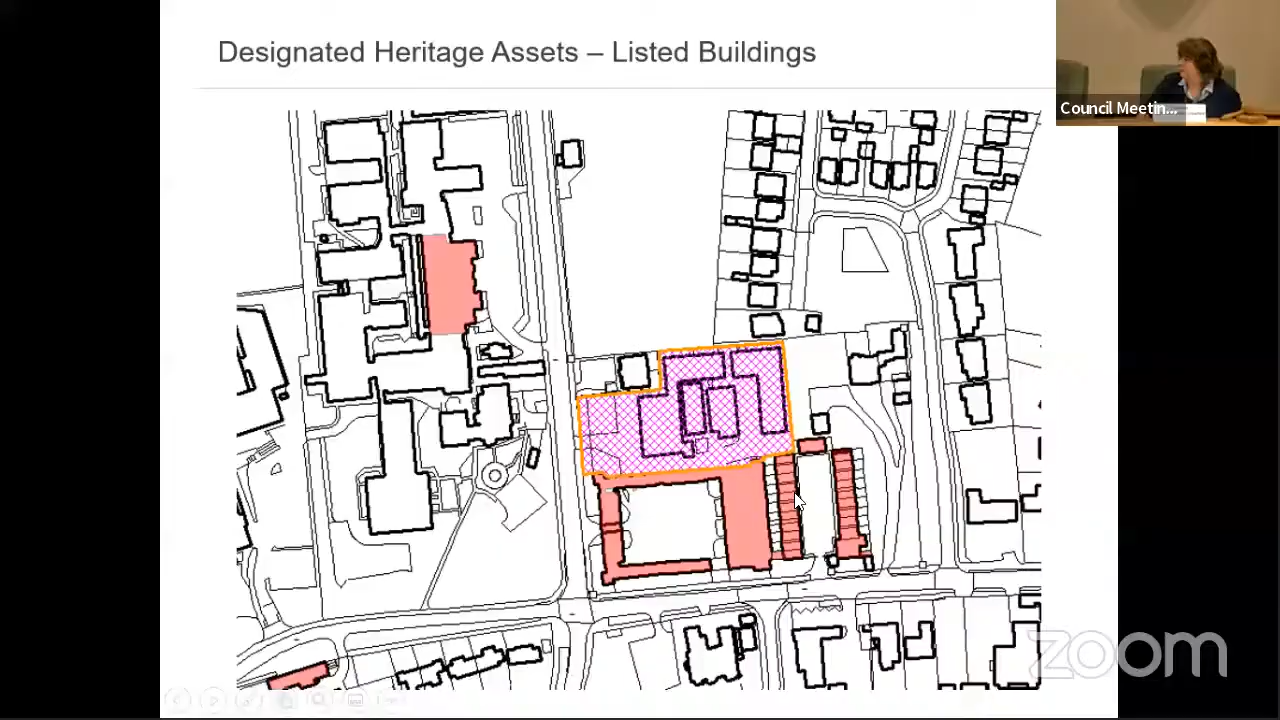 Designated Heritage Assets – Listed Buildings
Council Meetin...
zoom